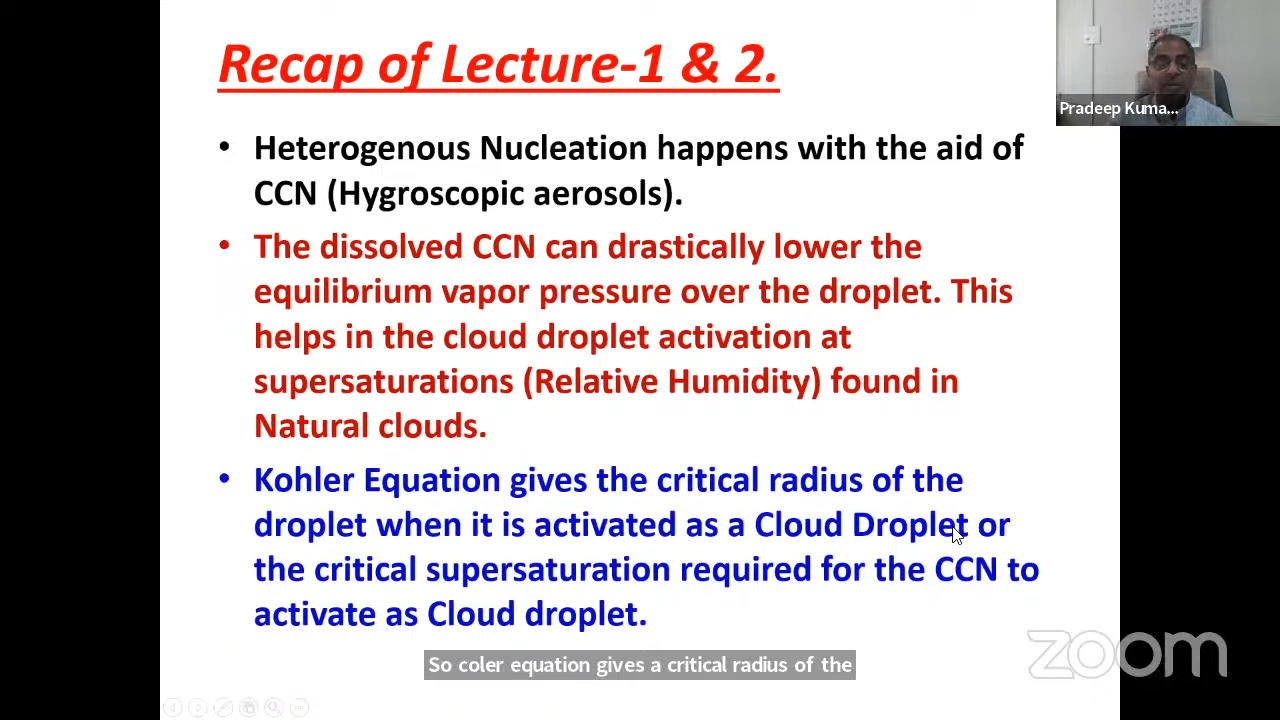 Recap of Lecture-1 & 2.
Pradeep Kuma...
• Heterogenous Nucleation happens with the aid of
CCN (Hygroscopic aerosols).
• The dissolved CCN can drastically lower the
equilibrium vapor pressure over the droplet. This
helps in the cloud droplet activation at
supersaturations (Relative Humidity) found in
Natural clouds.
• Kohler Equation gives the critical radius of the
droplet when it is activated as a Cloud Droplet or
the critical supersaturation required for the CCN to
activate as Cloud droplet.
So coler equation gives a critical radius of the
zoom